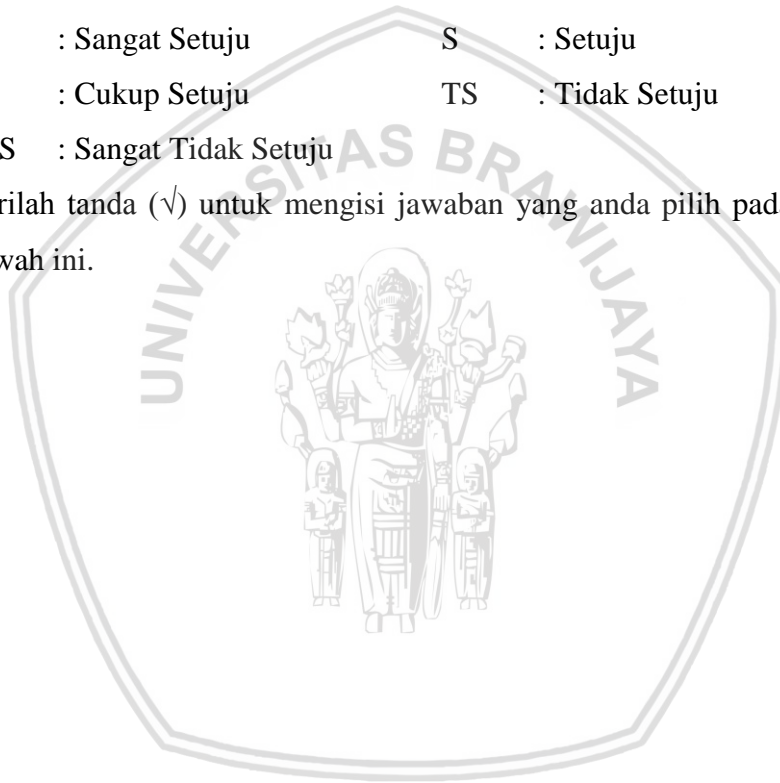 : Sangat Setuju S : Setuju
: Cukup Setuju TS : Tidak Setuju
S : Sangat Tidak Setuju
rilah tanda (√) untuk mengisi jawaban yang anda pilih pad
wah ini.
UNIVERSITAS BRAWIJAYA